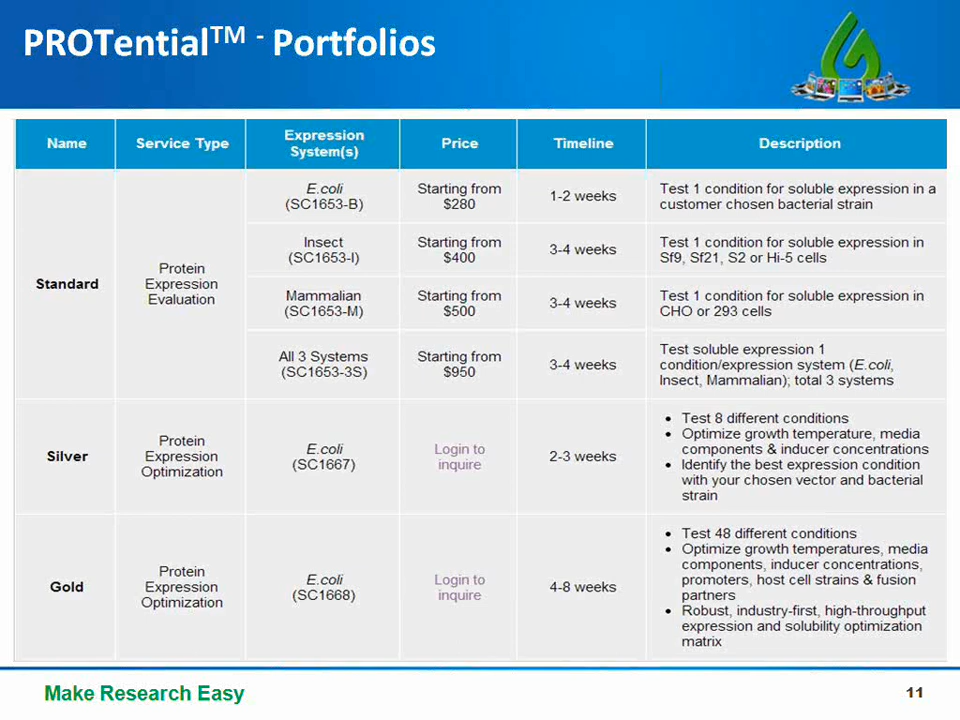 PROTential™ - Portfolios
Name
Service Type
Expression
System(s)
Price
Timeline
Description
Standard
Protein
Expression
Evaluation
E.coli
(SC1653-B)
Starting from
$280
1-2 weeks
Test 1 condition for soluble expression in a
customer chosen bacterial strain
Insect
(SC1653-I)
Starting from
$400
3-4 weeks
Test 1 condition for soluble expression in
Sf9, Sf21, S2 or Hi-5 cells
Mammalian
(SC1653-M)
Starting from
$500
3-4 weeks
Test 1 condition for soluble expression in
CHO or 293 cells
All 3 Systems
(SC1653-3S)
Starting from
$950
3-4 weeks
Test soluble expression 1
condition/expression system (E.coli,
Insect, Mammalian); total 3 systems
Silver
Protein
Expression
Optimization
E.coli
(SC1667)
Login to
inquire
2-3 weeks
• Test 8 different conditions
• Optimize growth temperature, media
components & inducer concentrations
• Identify the best expression condition
with your chosen vector and bacterial
strain
Gold
Protein
Expression
Optimization
E.coli
(SC1668)
Login to
inquire
4-8 weeks
• Test 48 different conditions
• Optimize growth temperatures, media
components, inducer concentrations,
promoters, host cell strains & fusion
partners
• Robust, industry-first, high-throughput
expression and solubility optimization
matrix
Make Research Easy
11